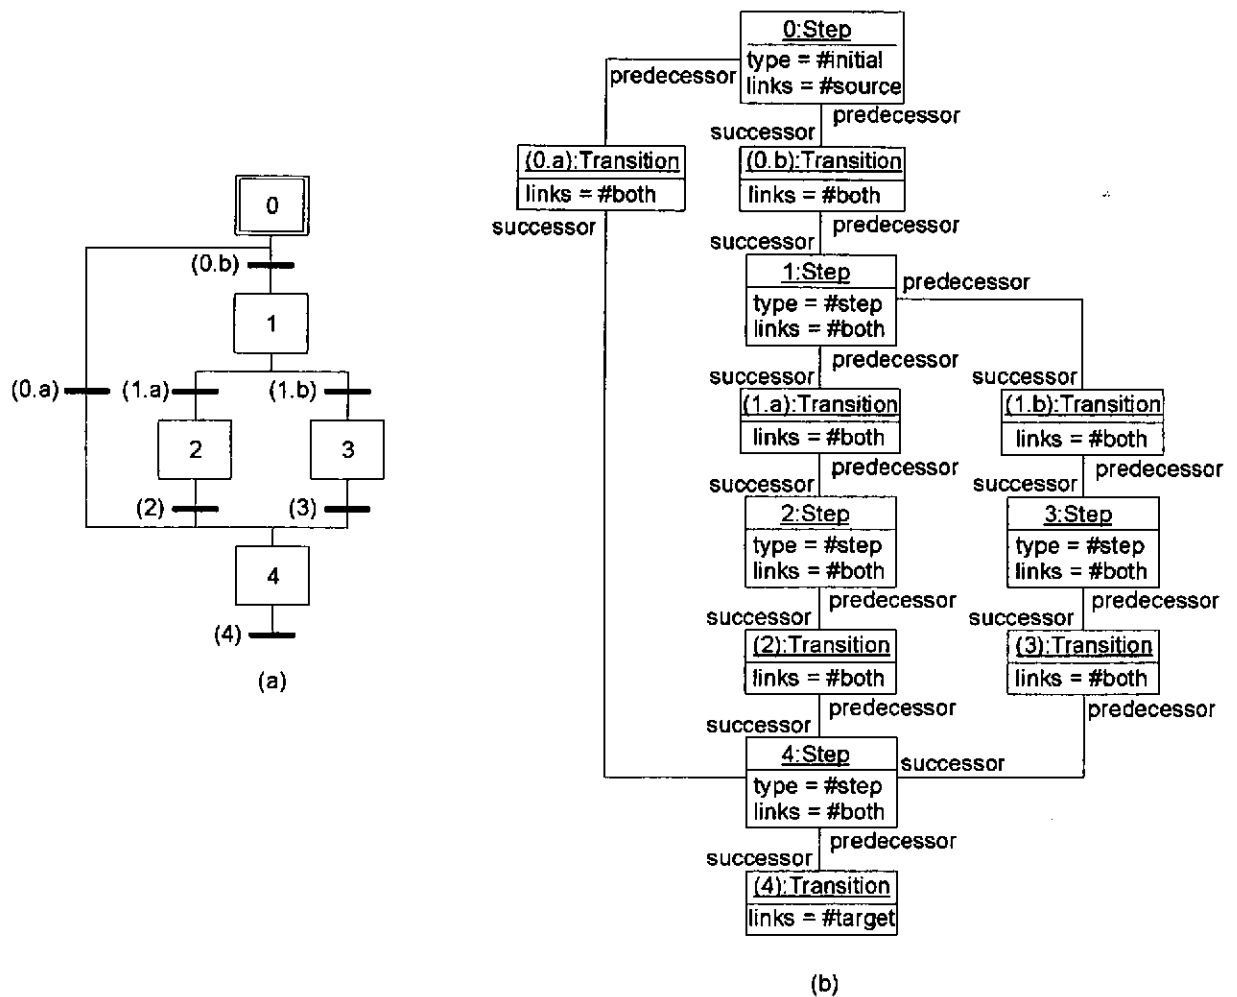 0
(0.b)
1
(0.a)
(1.a)
(1.b)
2
3
(2)
(3)
4
(4)
(a)
0:Step
type = #initial
links = #source
predecessor
predecessor
successor
(0.a):Transition
links = #both
successor
(0.b):Transition
links = #both
predecessor
successor
1:Step
type = #step
links = #both
predecessor
predecessor
successor
successor
(1.a):Transition
links = #both
(1.b):Transition
links = #both
predecessor
predecessor
successor
successor
2:Step
type = #step
links = #both
3:Step
type = #step
links = #both
predecessor
predecessor
successor
successor
(2):Transition
links = #both
(3):Transition
links = #both
predecessor
predecessor
successor
4:Step
type = #step
links = #both
successor
predecessor
successor
(4):Transition
links = #target
(b)